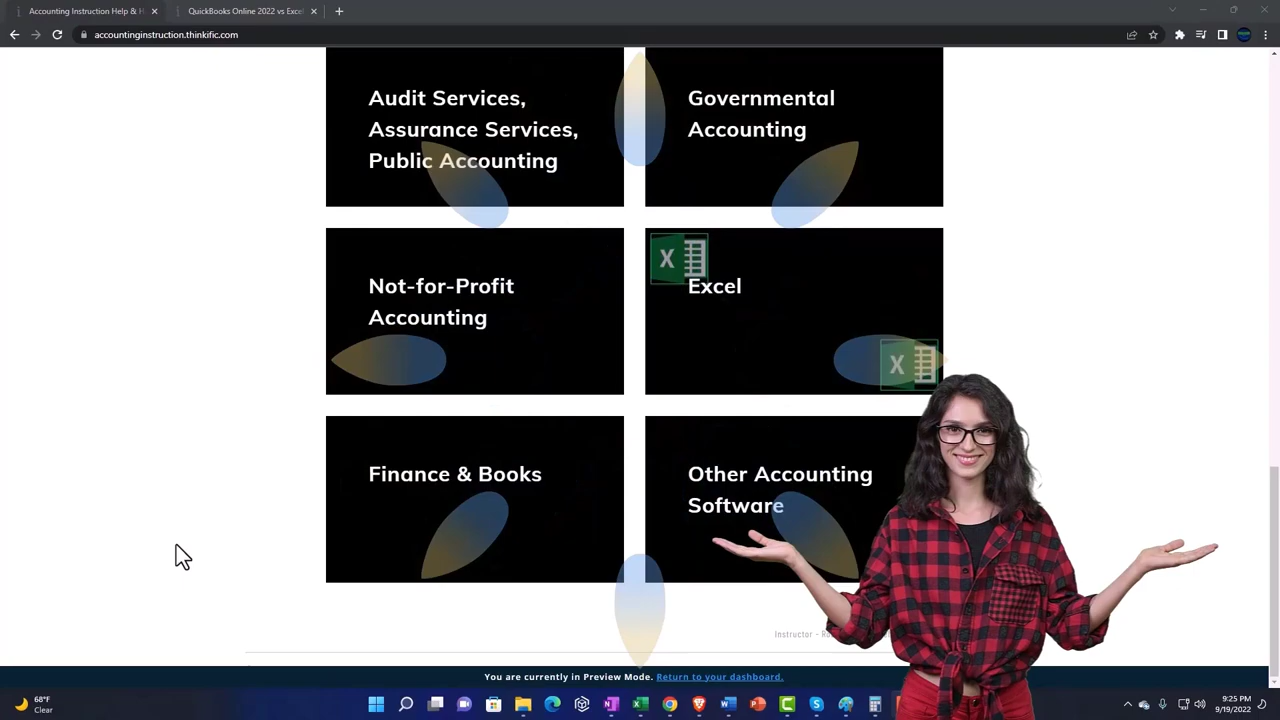 Accounting Instruction Help & H
QuickBooks Online 2022 vs Excel
accountinginstruction.thinkific.com
Audit Services,
Assurance Services,
Public Accounting
Governmental
Accounting
Not-for-Profit
Accounting
X
Excel
X
Finance & Books
Other Accounting
Software
Instructor -
You are currently in Preview Mode. Return to your dashboard.
68°F
Clear
9:25 PM
9/19/2022